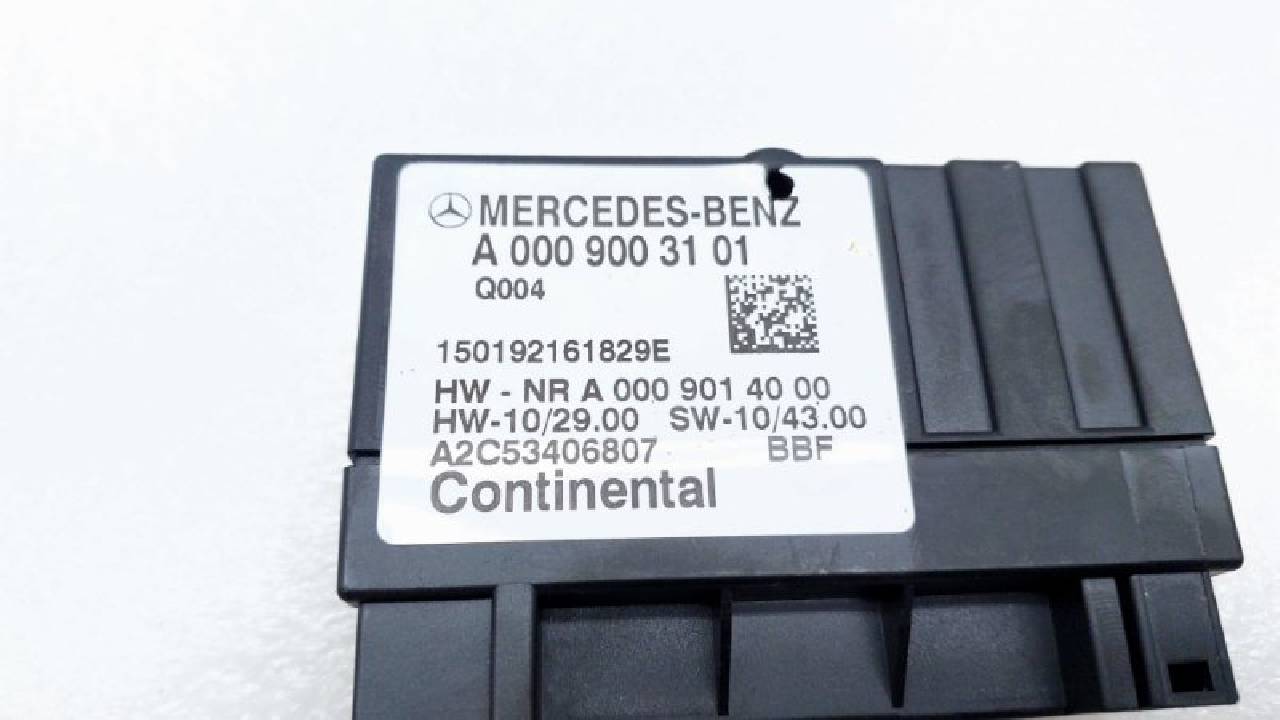 MERCEDES-BENZ
A 000 900 31 01
Q004
150192161829E
HW - NR A 000 901 40 00
HW-10/29.00 SW-10/43.00
A2C53406807 BBF
Continental